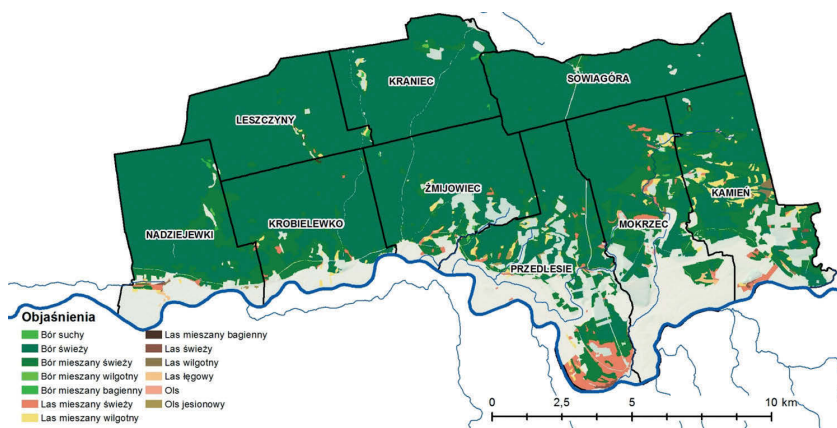 KRANIEC
SOWIAGÓRA
LESZCZYNY
ŻMIJOWIEC
KAMIEŃ
KROBIELEWKO
NADZIEJEWKI
MOKRZEC
PRZEDLESIE
Objaśnienia
Bór suchy
Bór świeży
Bór mieszany świeży
Bór mieszany wilgotny
Bór mieszany bagienny
Las mieszany świeży
Las mieszany wilgotny
Las mieszany bagienny
Las świeży
Las wilgotny
Las łęgowy
Ols
Ols jesionowy
0 2,5 5 10 km